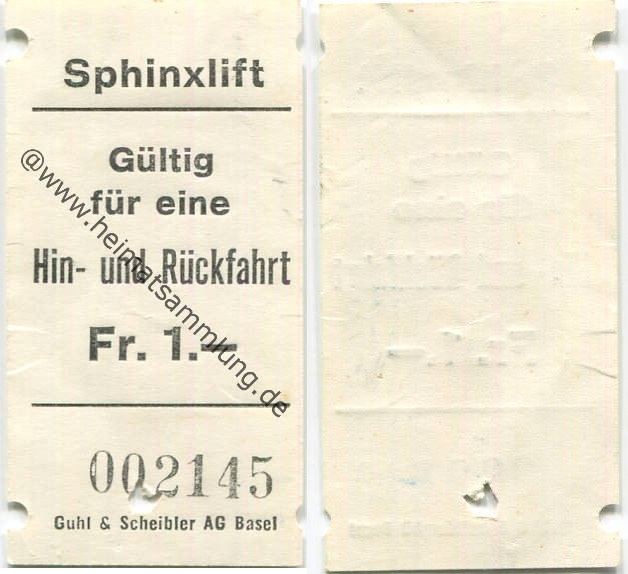 Sphinxlift
Gültig
für eine
Hin- und Rückfahrt
Fr. 1.—
002145
Guhl & Scheibler AG Basel
@www.heimatsammlung.de